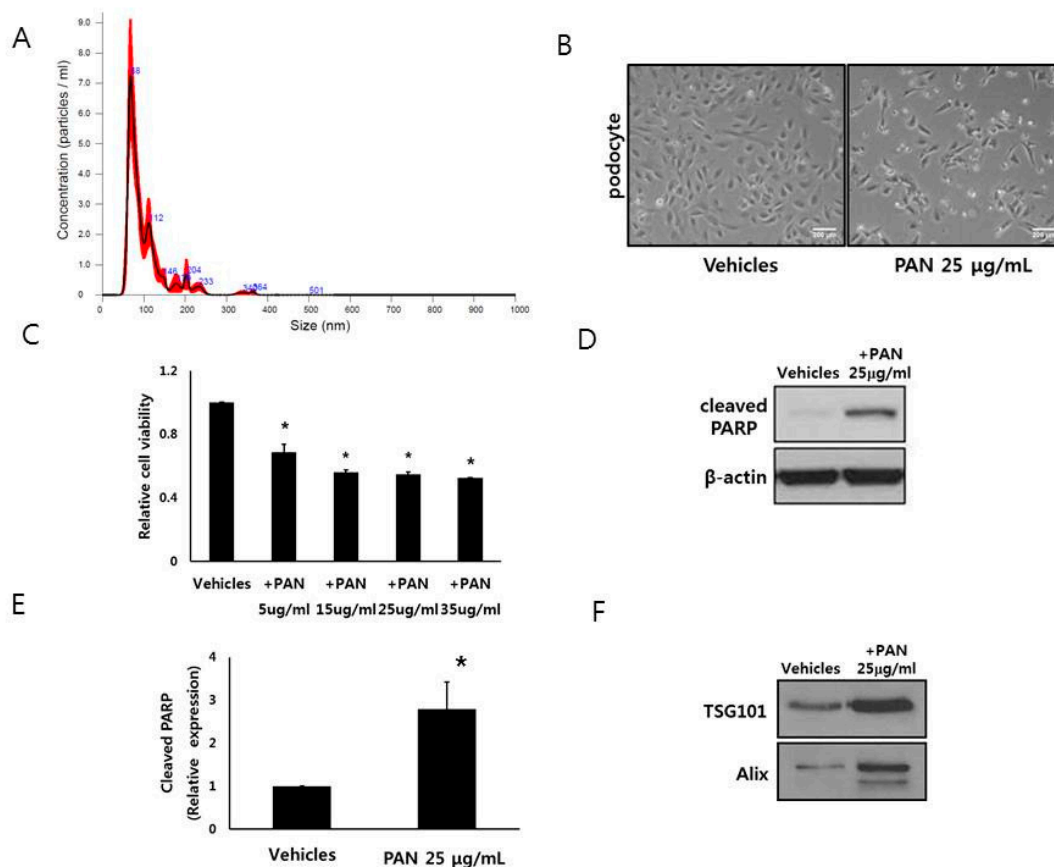 A
Concentration (particles / ml)
9.0
8.0
7.0
6.0
5.0
4.0
3.0
2.0
1.0
0
112
146
204
233
501
0
100
200
300
400
500
600
700
800
900
1000
Size (nm)
B
podocyte
200 μm
200 μm
Vehicles
PAN 25 μg/mL
C
Relative cell viability
1.2
0.8
0.4
0
*
*
*
*
Vehicles +PAN +PAN +PAN +PAN
5ug/ml 15ug/ml 25ug/ml 35ug/ml
D
+PAN
Vehicles 25μg/ml
cleaved
PARP
β-actin
E
Cleaved PARP
(Relative expression)
4
3
2
1
0
*
Vehicles
PAN 25 μg/mL
F
+PAN
Vehicles 25μg/ml
TSG101
Alix